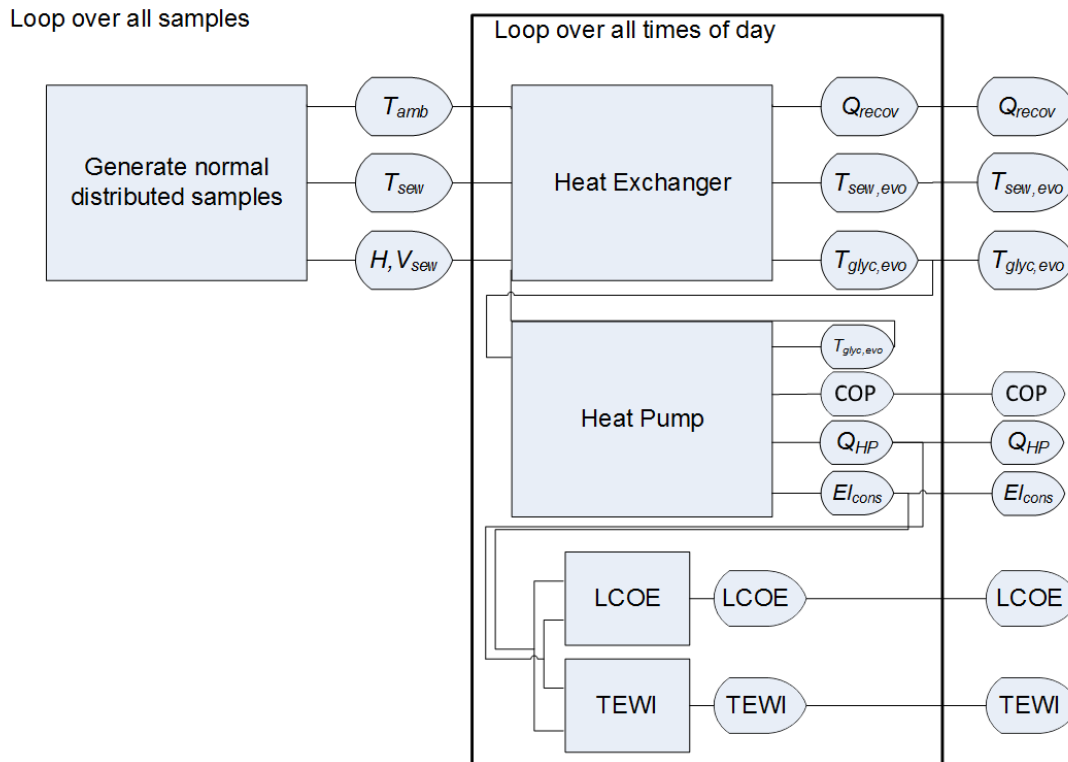 Loop over all samples
Loop over all times of day
Generate normal
distributed samples
T_amb
T_sew
H,V_sew
Heat Exchanger
Q_recov
T_sew,evo
T_glyc,evo
Q_recov
T_sew,evo
T_glyc,evo
Heat Pump
T_glyc,evo
COP
Q_HP
El_cons
COP
Q_HP
El_cons
LCOE
LCOE
LCOE
TEWI
TEWI
TEWI